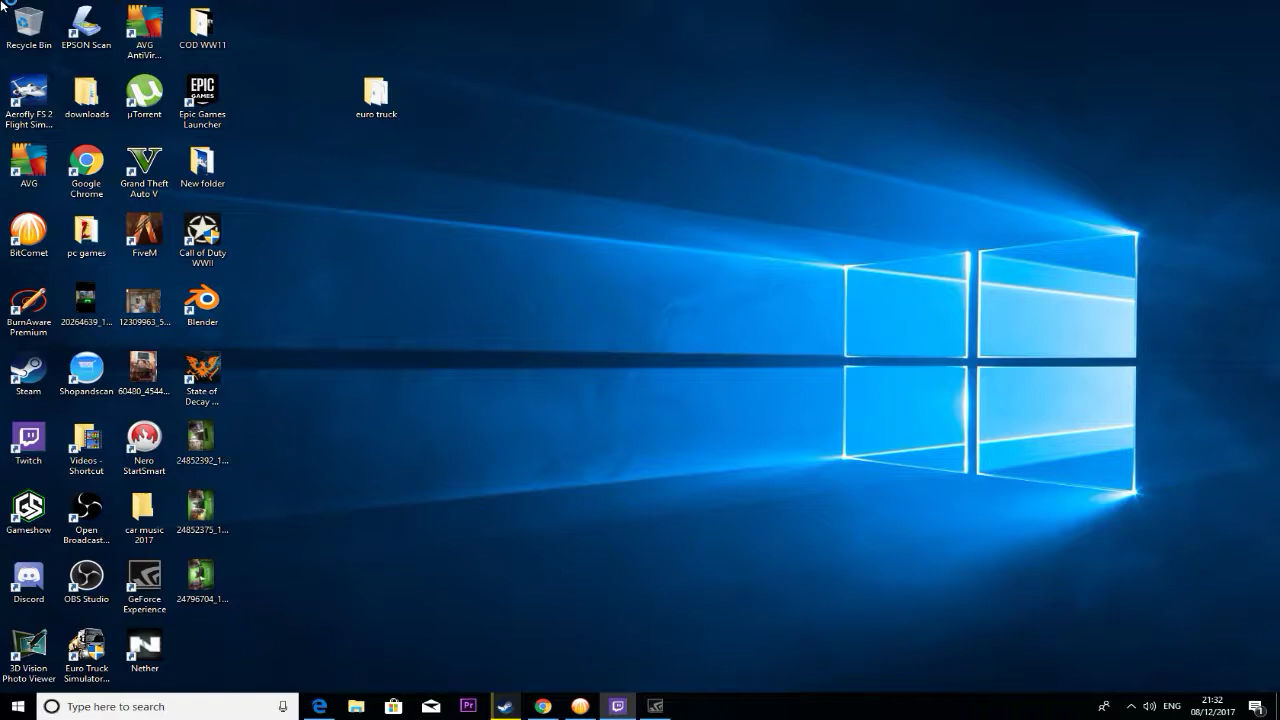 Recycle Bin
EPSON Scan
AVG
AntiVir...
COD WW11
Aerofly FS 2
Flight Sim...
downloads
µTorrent
EPIC
GAMES
Epic Games
Launcher
euro truck
AVG
Google
Chrome
Grand Theft
Auto V
New folder
BitComet
pc games
FiveM
Call of Duty
WWII
BurnAware
Premium
20264639_1...
12309963_5...
Blender
Steam
Shopandscan
60480_4544...
State of
Decay ...
Twitch
Videos -
Shortcut
Nero
StartSmart
24852392_1...
Gameshow
Open
Broadcast...
car music
2017
24852375_1...
Discord
OBS Studio
GeForce
Experience
24796704_1...
3D Vision
Photo Viewer
Euro Truck
Simulator...
Nether
Type here to search
Pr
ENG
21:32
08/12/2017